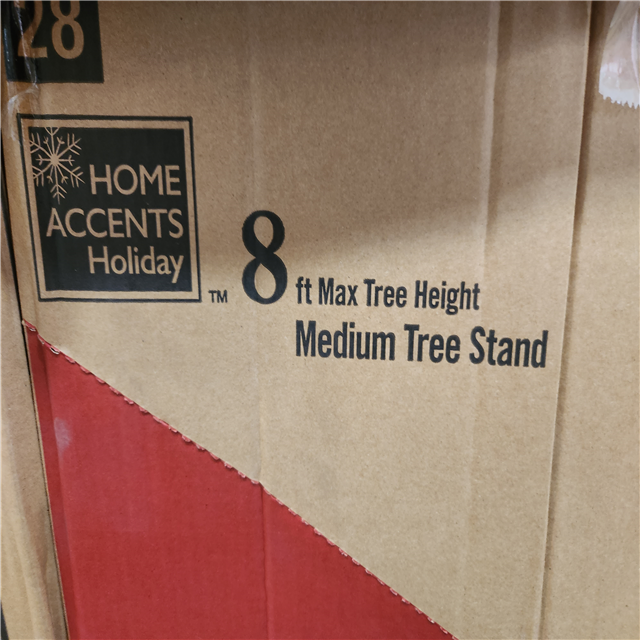 28
HOME
ACCENTS
Holiday
™
8
ft Max Tree Height
Medium Tree Stand